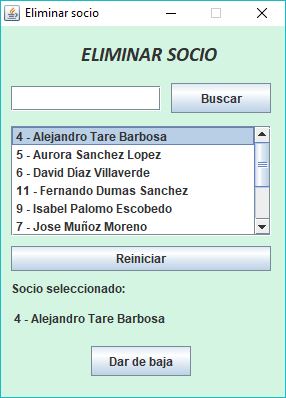 Eliminar socio
ELIMINAR SOCIO
Buscar
4 - Alejandro Tare Barbosa
5 - Aurora Sanchez Lopez
6 - David Díaz Villaverde
11 - Fernando Dumas Sanchez
9 - Isabel Palomo Escobedo
7 - Jose Muñoz Moreno
Reiniciar
Socio seleccionado:
4 - Alejandro Tare Barbosa
Dar de baja